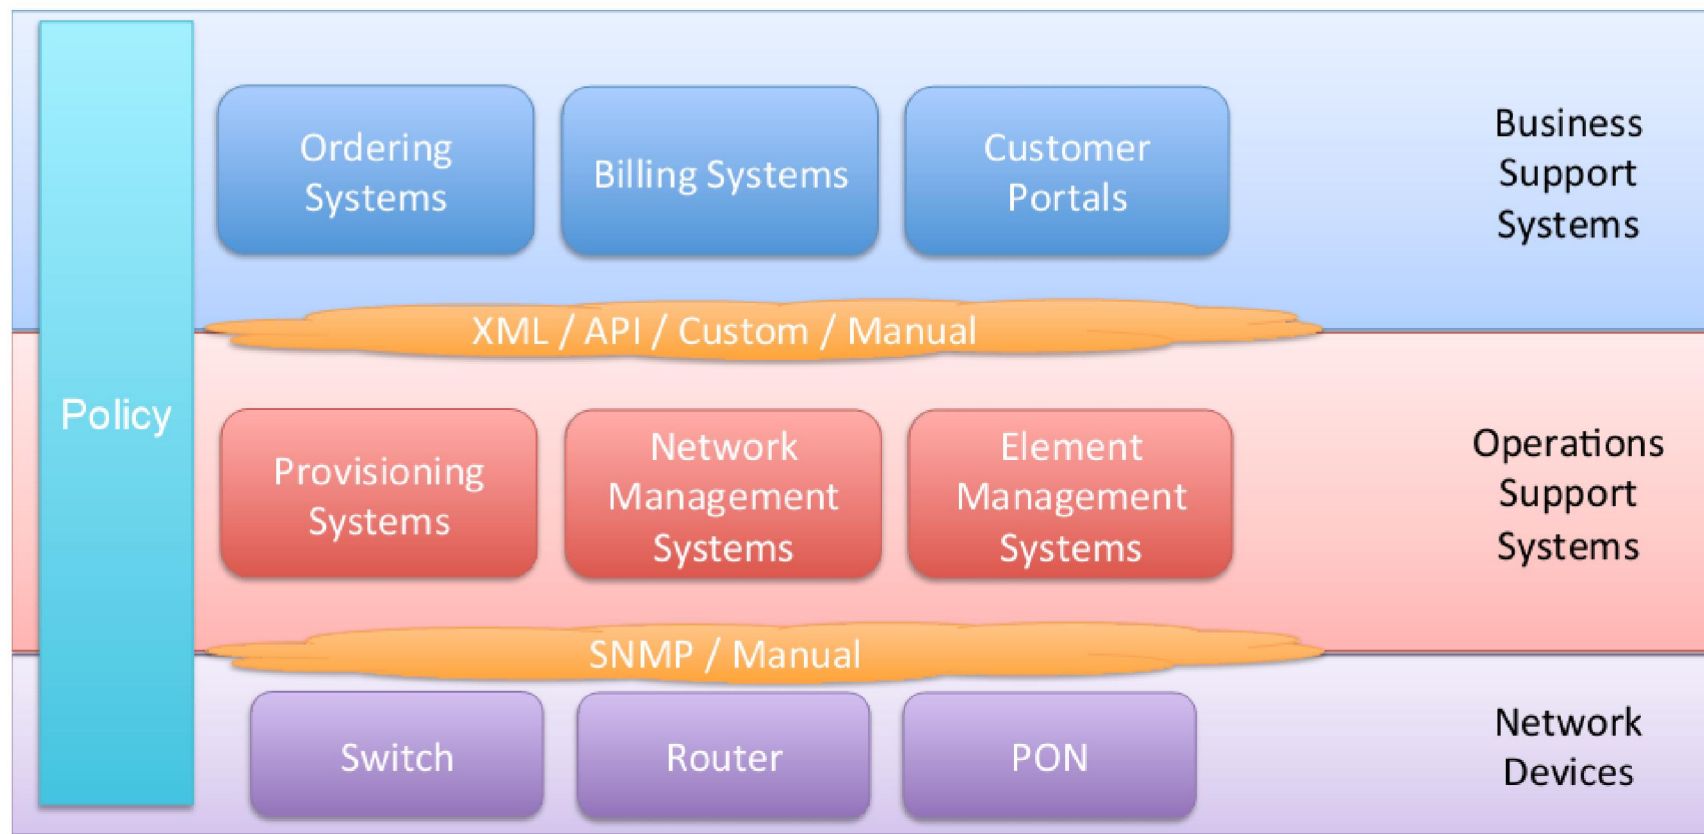 Ordering
Systems
Billing Systems
Customer
Portals
Business
Support
Systems
XML / API / Custom / Manual
Policy
Provisioning
Systems
Network
Management
Systems
Element
Management
Systems
Operations
Support
Systems
SNMP / Manual
Switch
Router
PON
Network
Devices